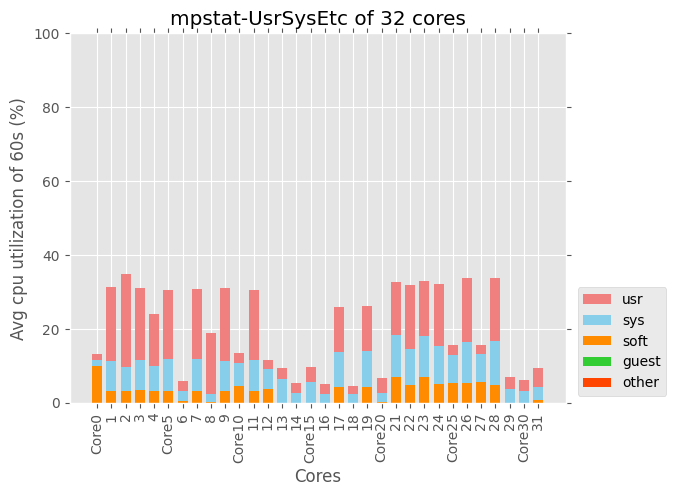 mpstat-UsrSysEtc of 32 cores
Avg cpu utilization of 60s (%)
100
80
60
40
20
0
Core0
1
2
3
4
Core5
6
7
8
9
Core10
11
12
13
14
Core15
16
17
18
19
Core20
21
22
23
24
Core25
26
27
28
29
Core30
31
Cores
usr
sys
soft
guest
other